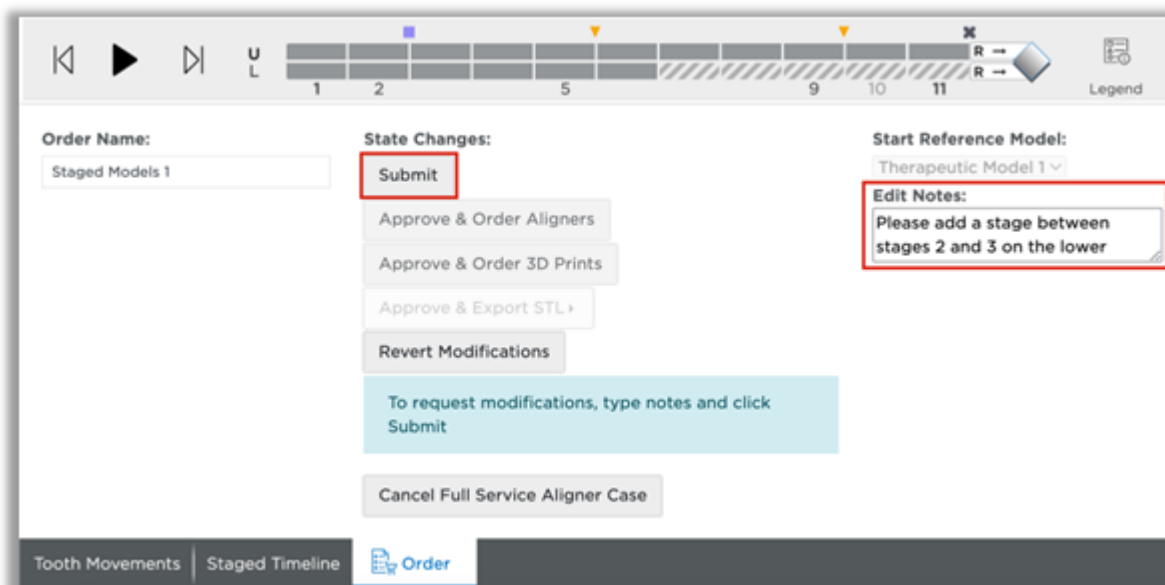 U
L
R →
R →
1 2 5 9 10 11
Legend
Order Name:
Staged Models 1
State Changes:
Submit
Approve & Order Aligners
Approve & Order 3D Prints
Approve & Export STL
Revert Modifications
To request modifications, type notes and click
Submit
Cancel Full Service Aligner Case
Start Reference Model:
Therapeutic Model 1
Edit Notes:
Please add a stage between
stages 2 and 3 on the lower
Tooth Movements Staged Timeline Order